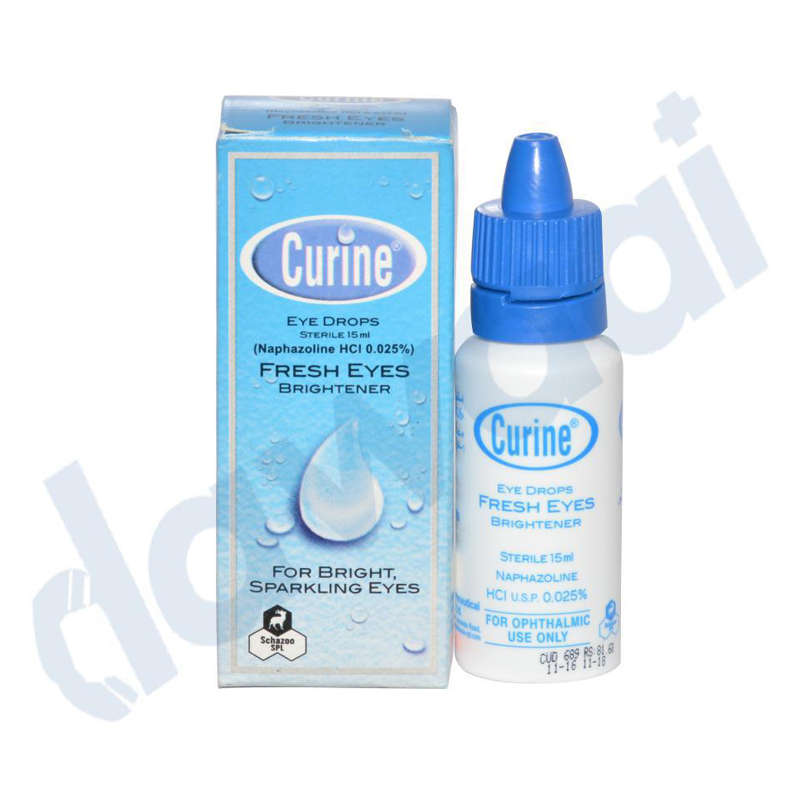 FRESH EYES
BRIGHTENER
Curine®
EYE DROPS
STERILE 15ml
(Naphazoline HCl 0.025%)
FRESH EYES
BRIGHTENER
FOR BRIGHT,
SPARKLING EYES
Schazoo
SPL
Curine®
EYE DROPS
FRESH EYES
BRIGHTENER
STERILE 15ml
NAPHAZOLINE
HCl U.S.P. 0.025%
FOR OPHTHALMIC
USE ONLY
CUD 689 RS:81.60
11-16 11-18
dawaai